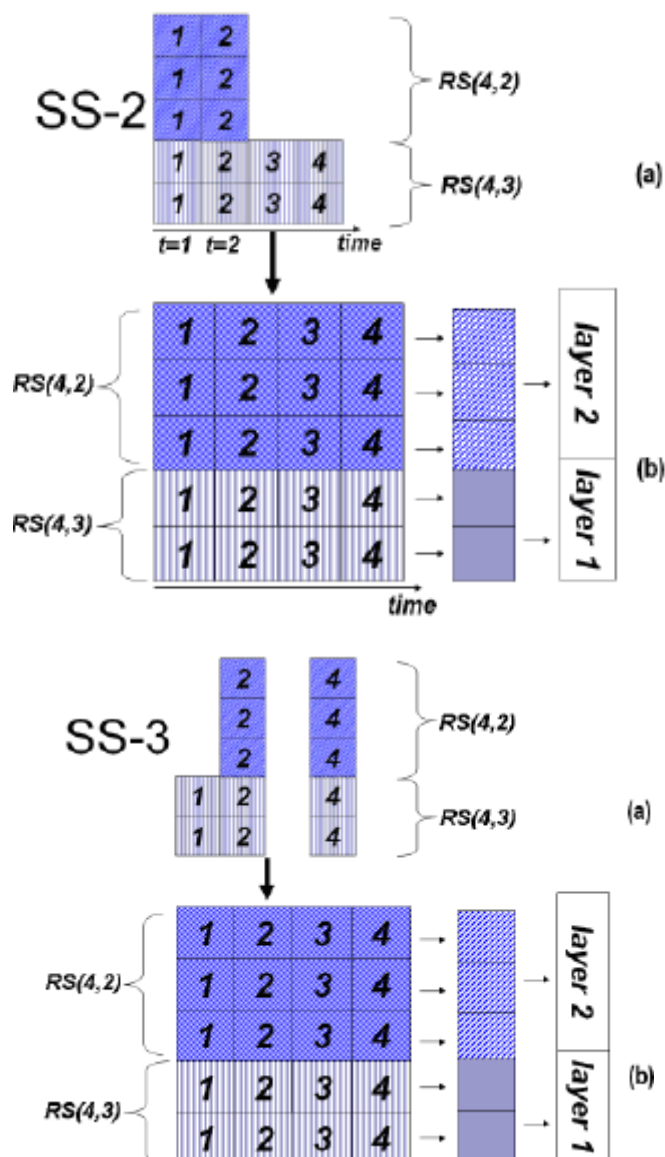 1 2
1 2
SS-2
1 2
RS(4,2)
1 2 3 4
1 2 3 4
RS(4,3)
(a)
t=1 t=2 time
RS(4,2)
1 2 3 4
1 2 3 4
1 2 3 4
layer 2
RS(4,3)
1 2 3 4
1 2 3 4
layer 1
(b)
time
SS-3
2 4
2 4
2 4
RS(4,2)
1 2 4
1 2 4
RS(4,3)
(a)
RS(4,2)
1 2 3 4
1 2 3 4
1 2 3 4
layer 2
RS(4,3)
1 2 3 4
1 2 3 4
layer 1
(b)